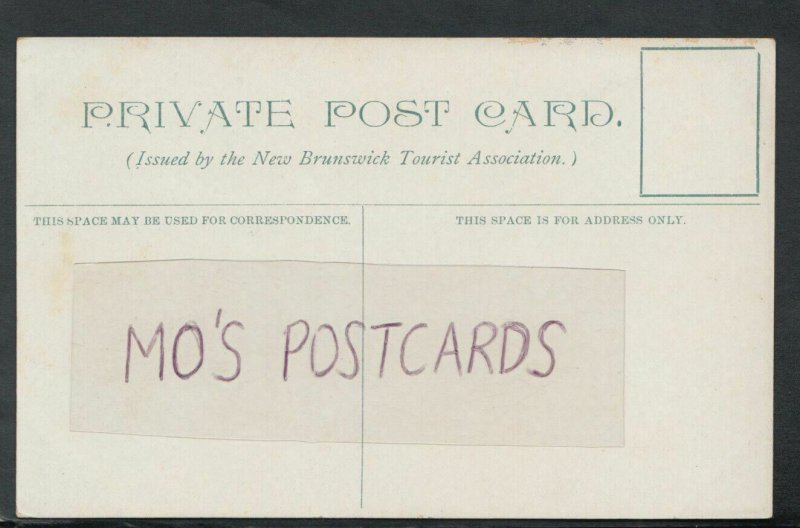 PRIVATE POST CARD.
(Issued by the New Brunswick Tourist Association.)
THIS SPACE MAY BE USED FOR CORRESPONDENCE.
THIS SPACE IS FOR ADDRESS ONLY.
MO'S POSTCARDS